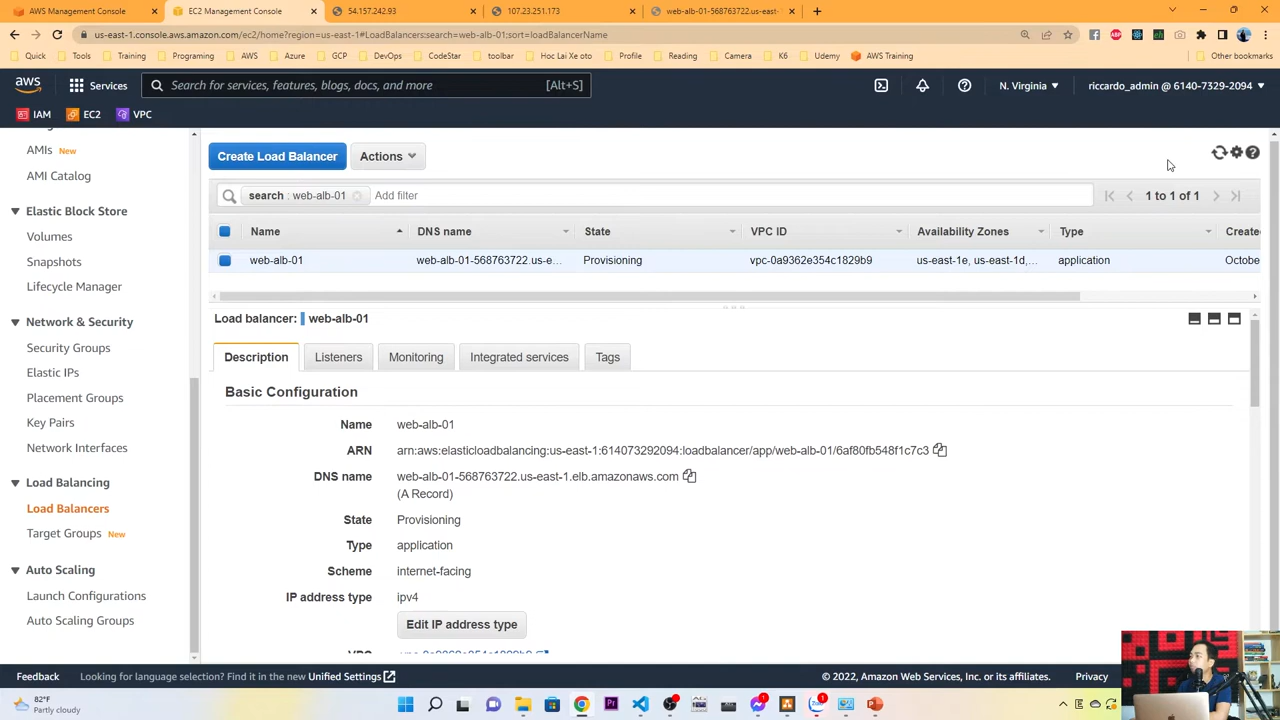 AWS Management Console
EC2 Management Console
54.157.242.93
107.23.251.173
web-alb-01-568763722.us-east-
us-east-1.console.aws.amazon.com/ec2/home?region=us-east-1#LoadBalancers:search=web-alb-01;sort=loadBalancerName
Quick
Tools
Training
Programing
AWS
Azure
GCP
DevOps
CodeStar
toolbar
Hoc Lai Xe oto
Profile
Reading
Camera
K6
Udemy
AWS Training
Other bookmarks
aws
Services
Search for services, features, blogs, docs, and more
[Alt+S]
N. Virginia
riccardo_admin @ 6140-7329-2094
IAM
EC2
VPC
AMIs New
AMI Catalog
Elastic Block Store
Volumes
Snapshots
Lifecycle Manager
Network & Security
Security Groups
Elastic IPs
Placement Groups
Key Pairs
Network Interfaces
Load Balancing
Load Balancers
Target Groups New
Auto Scaling
Launch Configurations
Auto Scaling Groups
Create Load Balancer
Actions
search : web-alb-01
Add filter
1 to 1 of 1
Name DNS name State VPC ID Availability Zones Type Create
web-alb-01 web-alb-01-568763722.us-e... Provisioning vpc-0a9362e354c1829b9 us-east-1e, us-east-1d,... application Octobe
Load balancer: web-alb-01
Description
Listeners
Monitoring
Integrated services
Tags
Basic Configuration
Name web-alb-01
ARN arn:aws:elasticloadbalancing:us-east-1:614073292094:loadbalancer/app/web-alb-01/6af80fb548f1c7c3
DNS name web-alb-01-568763722.us-east-1.elb.amazonaws.com
(A Record)
State Provisioning
Type application
Scheme internet-facing
IP address type ipv4
Edit IP address type
Feedback
Looking for language selection? Find it in the new Unified Settings
© 2022, Amazon Web Services, Inc. or its affiliates.
Privacy
82°F
Partly cloudy